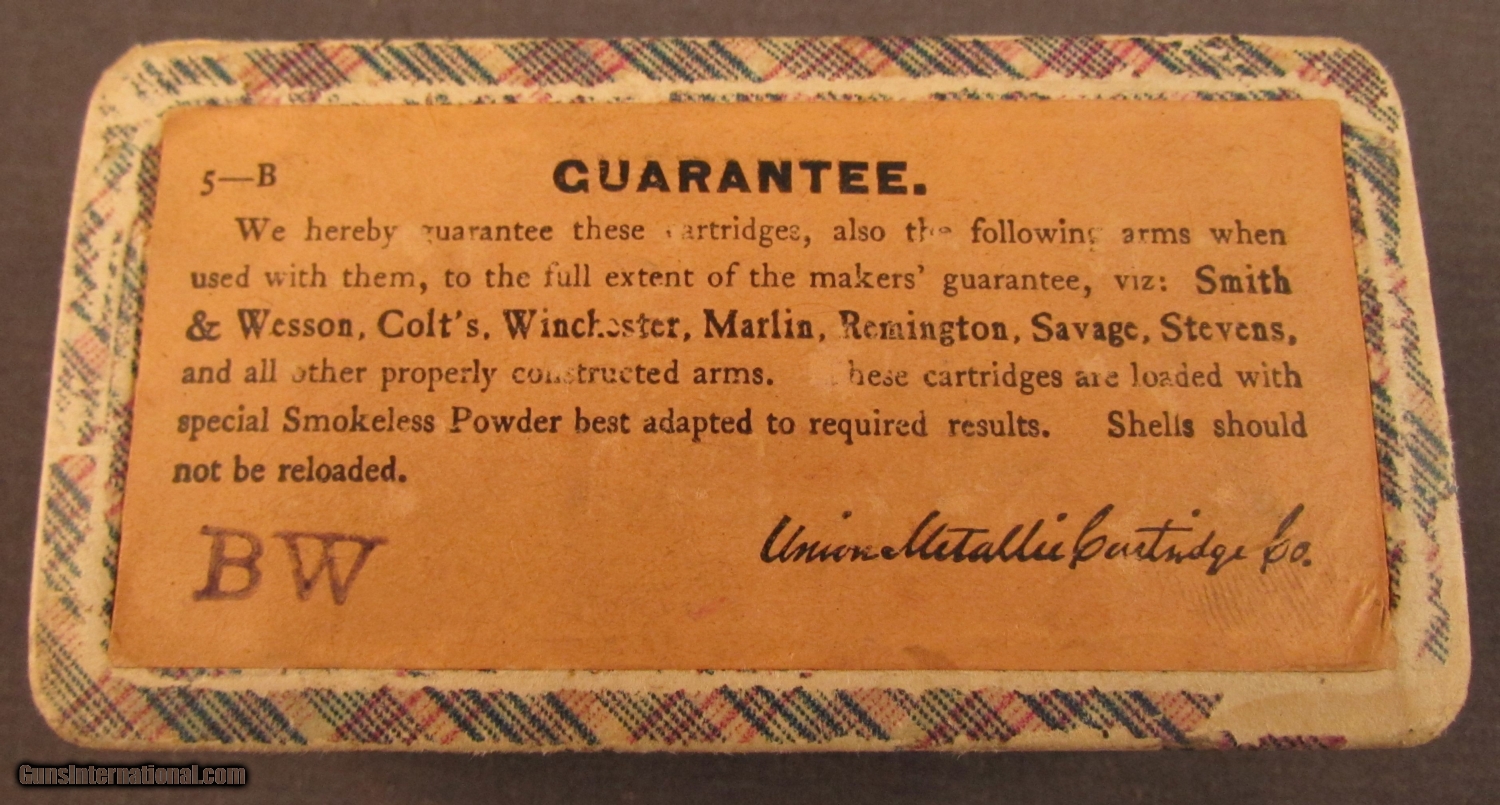 5—B GUARANTEE.
We hereby guarantee these cartridges, also the following arms when
used with them, to the full extent of the makers' guarantee, viz: Smith
& Wesson, Colt's, Winchester, Marlin, Remington, Savage, Stevens,
and all other properly constructed arms. These cartridges are loaded with
special Smokeless Powder best adapted to required results. Shells should
not be reloaded.
BW
Union Metallic Cartridge Co.
GunsInternational.com